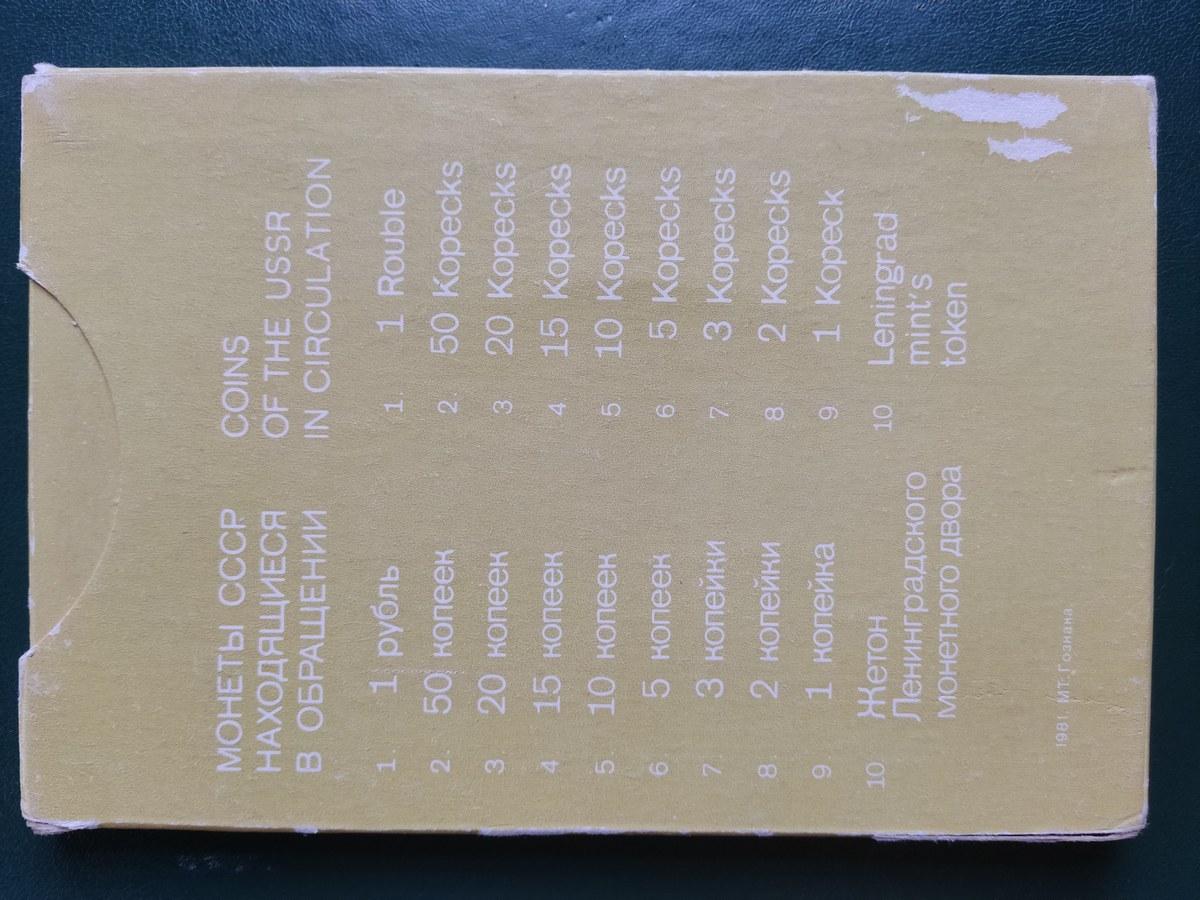 МОНЕТЫ СССР
НАХОДЯЩИЕСЯ
В ОБРАЩЕНИИ
1. 1 рубль
2. 50 копеек
3. 20 копеек
4. 15 копеек
5. 10 копеек
6. 5 копеек
7. 3 копейки
8. 2 копейки
9. 1 копейка
10. Жетон
Ленинградского
монетного двора
COINS
OF THE USSR
IN CIRCULATION
1. 1 Rouble
2. 50 Kopecks
3. 20 Kopecks
4. 15 Kopecks
5. 10 Kopecks
6. 5 Kopecks
7. 3 Kopecks
8. 2 Kopecks
9. 1 Kopeck
10 Leningrad
mint's
token
1981. МТ. Гознака